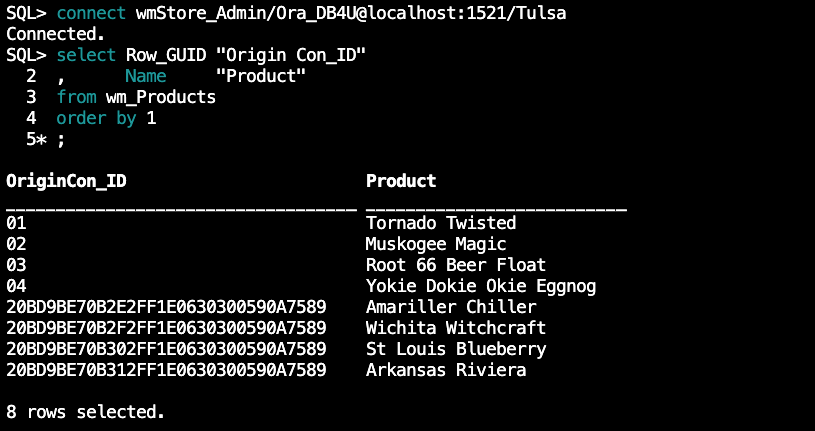 SQL> connect wmStore_Admin/Ora_DB4U@localhost:1521/Tulsa
Connected.
SQL> select Row_GUID "Origin Con_ID"
  2  ,      Name     "Product"
  3  from wm_Products
  4  order by 1
  5* ;
OriginCon_ID                        Product
___________________________________ __________________________
01                                  Tornado Twisted
02                                  Muskogee Magic
03                                  Root 66 Beer Float
04                                  Yokie Dokie Okie Eggnog
20BD9BE70B2E2FF1E0630300590A7589    Amariller Chiller
20BD9BE70B2F2FF1E0630300590A7589    Wichita Witchcraft
20BD9BE70B302FF1E0630300590A7589    St Louis Blueberry
20BD9BE70B312FF1E0630300590A7589    Arkansas Riviera
8 rows selected.